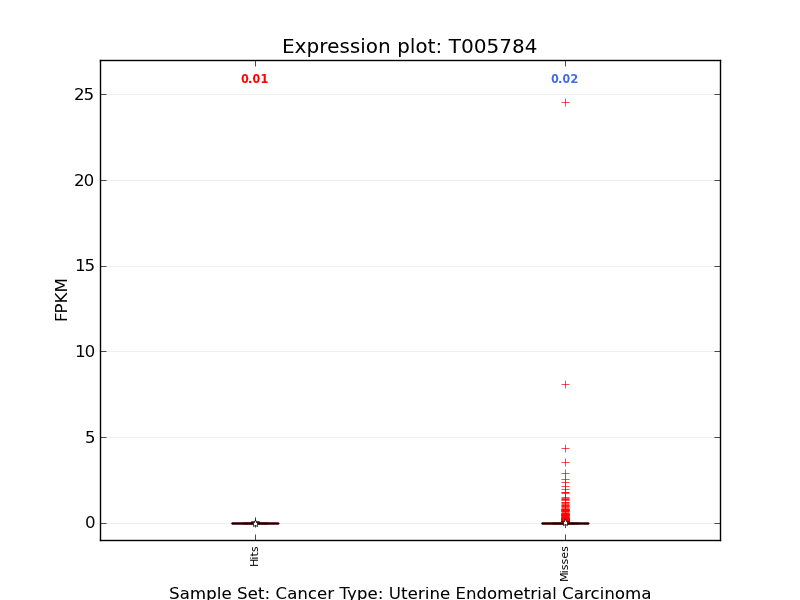 Expression plot: T005784
0.01
0.02
25
20
15
10
5
0
FPKM
Hits
Misses
Sample Set: Cancer Type: Uterine Endometrial Carcinoma